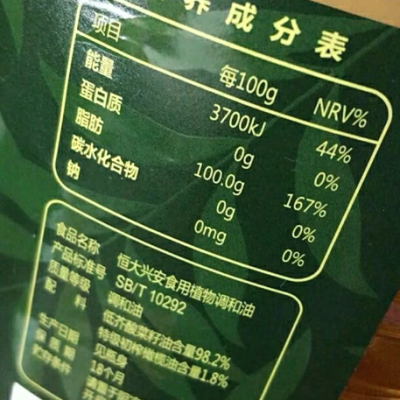 养成分表
项目 每100g NRV%
能量 3700kJ 44%
蛋白质 0g 0%
脂肪 100.0g 167%
碳水化合物 0g 0%
钠 0mg 0%
食品名称 恒大兴安食用植物调和油
产品标准号 SB/T 10292
质量等级 调和油
配料 低芥酸菜籽油含量98.2%
特级初榨橄榄油含量1.8%
生产日期 见瓶身
保质期 18个月
贮存条件